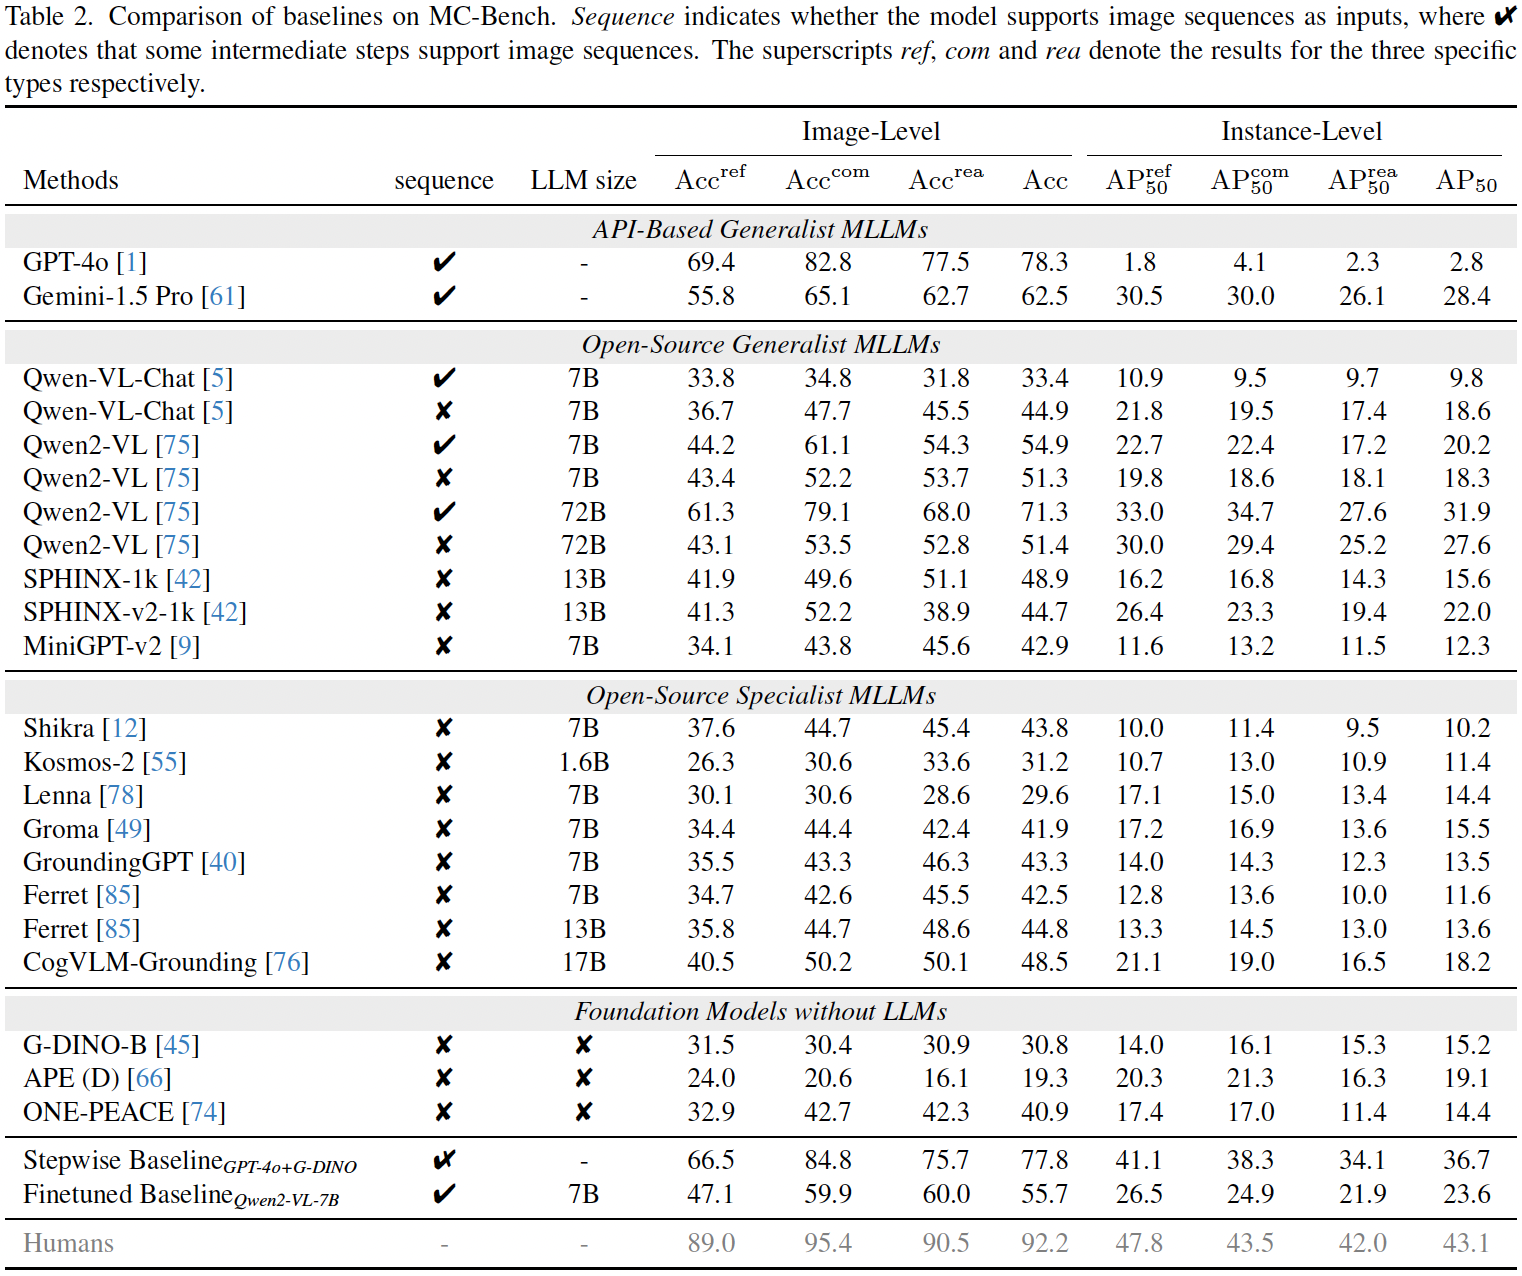 Table 2. Comparison of baselines on MC-Bench. Sequence indicates whether the model supports image sequences as inputs, where ✔✘
denotes that some intermediate steps support image sequences. The superscripts ref, com and rea denote the results for the three specific
types respectively.
Image-Level Instance-Level
Methods sequence LLM size Acc^ref Acc^com Acc^rea Acc AP_50^ref AP_50^com AP_50^rea AP_50
API-Based Generalist MLLMs
GPT-4o [1] ✔ - 69.4 82.8 77.5 78.3 1.8 4.1 2.3 2.8
Gemini-1.5 Pro [61] ✔ - 55.8 65.1 62.7 62.5 30.5 30.0 26.1 28.4
Open-Source Generalist MLLMs
Qwen-VL-Chat [5] ✔ 7B 33.8 34.8 31.8 33.4 10.9 9.5 9.7 9.8
Qwen-VL-Chat [5] ✘ 7B 36.7 47.7 45.5 44.9 21.8 19.5 17.4 18.6
Qwen2-VL [75] ✔ 7B 44.2 61.1 54.3 54.9 22.7 22.4 17.2 20.2
Qwen2-VL [75] ✘ 7B 43.4 52.2 53.7 51.3 19.8 18.6 18.1 18.3
Qwen2-VL [75] ✔ 72B 61.3 79.1 68.0 71.3 33.0 34.7 27.6 31.9
Qwen2-VL [75] ✘ 72B 43.1 53.5 52.8 51.4 30.0 29.4 25.2 27.6
SPHINX-1k [42] ✘ 13B 41.9 49.6 51.1 48.9 16.2 16.8 14.3 15.6
SPHINX-v2-1k [42] ✘ 13B 41.3 52.2 38.9 44.7 26.4 23.3 19.4 22.0
MiniGPT-v2 [9] ✘ 7B 34.1 43.8 45.6 42.9 11.6 13.2 11.5 12.3
Open-Source Specialist MLLMs
Shikra [12] ✘ 7B 37.6 44.7 45.4 43.8 10.0 11.4 9.5 10.2
Kosmos-2 [55] ✘ 1.6B 26.3 30.6 33.6 31.2 10.7 13.0 10.9 11.4
Lenna [78] ✘ 7B 30.1 30.6 28.6 29.6 17.1 15.0 13.4 14.4
Groma [49] ✘ 7B 34.4 44.4 42.4 41.9 17.2 16.9 13.6 15.5
GroundingGPT [40] ✘ 7B 35.5 43.3 46.3 43.3 14.0 14.3 12.3 13.5
Ferret [85] ✘ 7B 34.7 42.6 45.5 42.5 12.8 13.6 10.0 11.6
Ferret [85] ✘ 13B 35.8 44.7 48.6 44.8 13.3 14.5 13.0 13.6
CogVLM-Grounding [76] ✘ 17B 40.5 50.2 50.1 48.5 21.1 19.0 16.5 18.2
Foundation Models without LLMs
G-DINO-B [45] ✘ ✘ 31.5 30.4 30.9 30.8 14.0 16.1 15.3 15.2
APE (D) [66] ✘ ✘ 24.0 20.6 16.1 19.3 20.3 21.3 16.3 19.1
ONE-PEACE [74] ✘ ✘ 32.9 42.7 42.3 40.9 17.4 17.0 11.4 14.4
Stepwise Baseline_GPT-4o+G-DINO ✔✘ - 66.5 84.8 75.7 77.8 41.1 38.3 34.1 36.7
Finetuned Baseline_Qwen2-VL-7B ✔ 7B 47.1 59.9 60.0 55.7 26.5 24.9 21.9 23.6
Humans - - 89.0 95.4 90.5 92.2 47.8 43.5 42.0 43.1